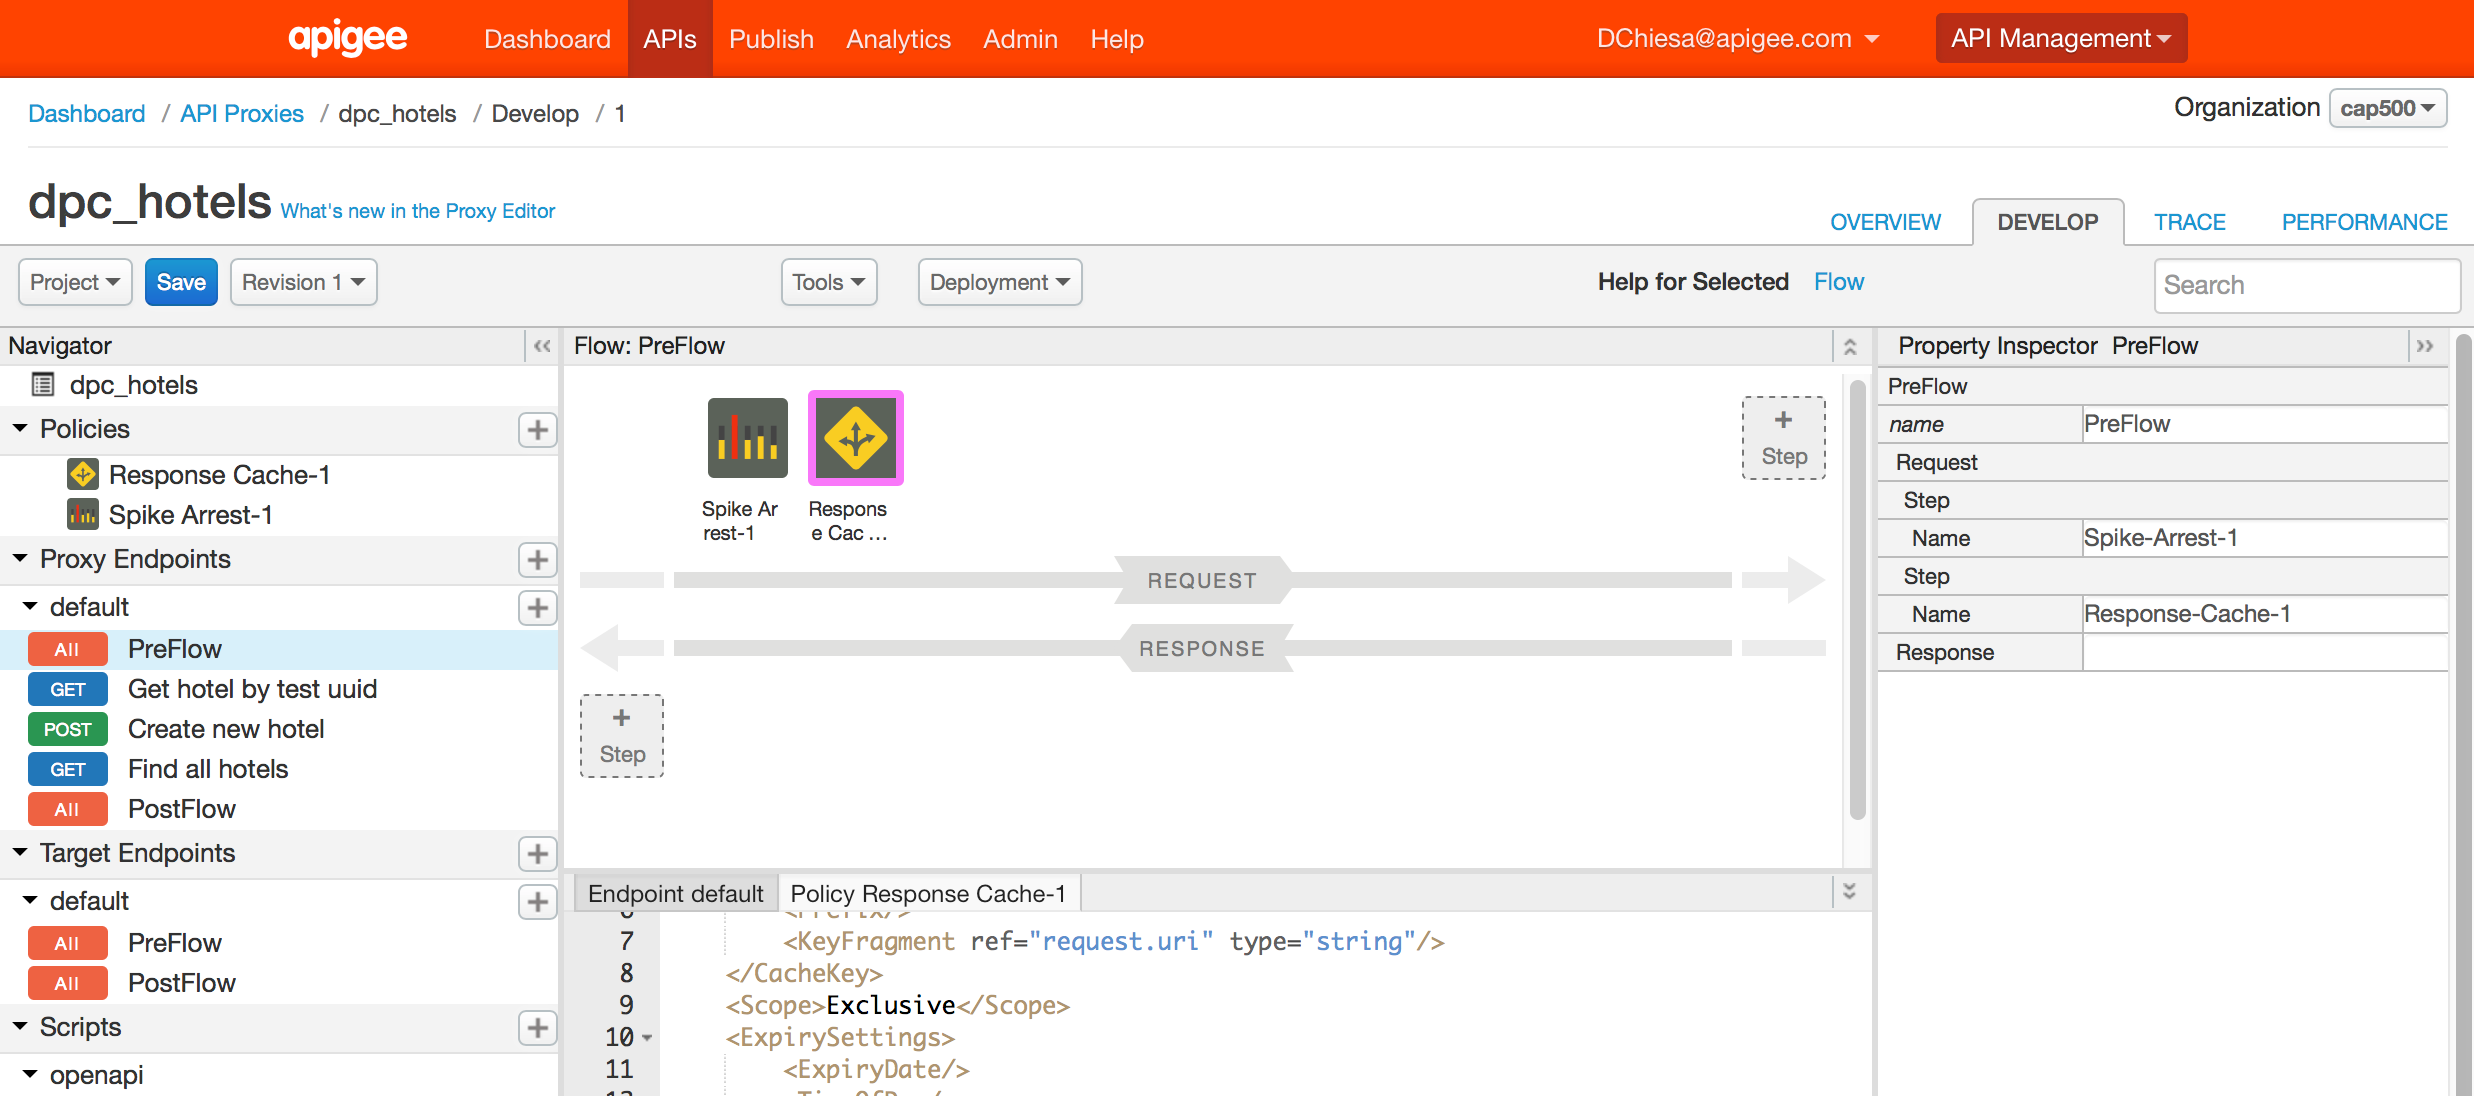 apigee Dashboard APIs Publish Analytics Admin Help DChiesa@apigee.com API Management
Dashboard / API Proxies / dpc_hotels / Develop / 1 Organization cap500
dpc_hotels What's new in the Proxy Editor OVERVIEW DEVELOP TRACE PERFORMANCE
Project Save Revision 1 Tools Deployment Help for Selected Flow Search
Navigator
dpc_hotels
Policies
Response Cache-1
Spike Arrest-1
Proxy Endpoints
default
All PreFlow
GET Get hotel by test uuid
POST Create new hotel
GET Find all hotels
All PostFlow
Target Endpoints
default
All PreFlow
All PostFlow
Scripts
openapi
Flow: PreFlow
+
Step
Spike Ar
rest-1
Respons
e Cac ...
REQUEST
RESPONSE
+
Step
Endpoint default Policy Response Cache-1
7 <KeyFragment ref="request.uri" type="string"/>
8 </CacheKey>
9 <Scope>Exclusive</Scope>
10 <ExpirySettings>
11 <ExpiryDate/>
Property Inspector PreFlow
PreFlow
name PreFlow
Request
Step
Name Spike-Arrest-1
Step
Name Response-Cache-1
Response